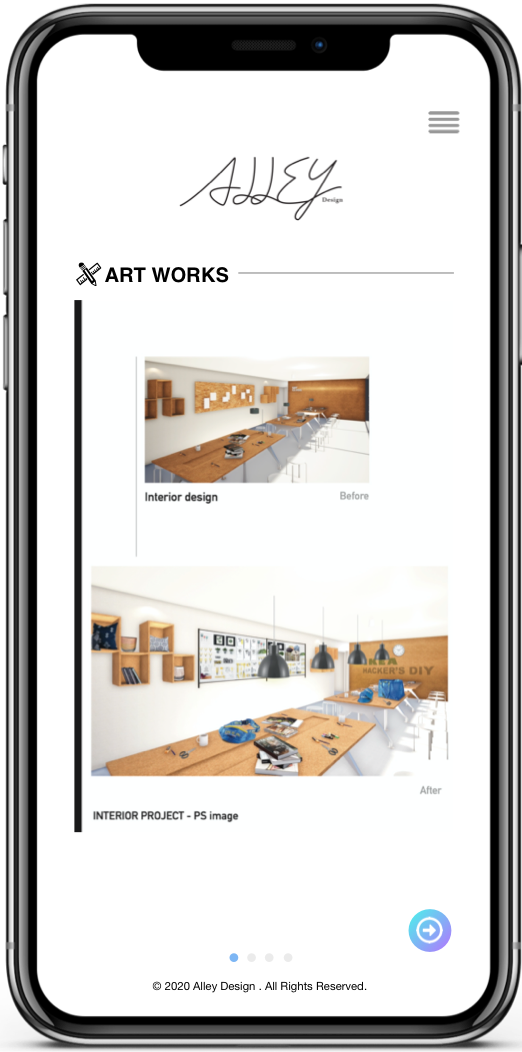 ALLEY
Design
ART WORKS
Interior design
Before
IKEA
HACKER'S DIY
After
INTERIOR PROJECT - PS image
© 2020 Alley Design . All Rights Reserved.